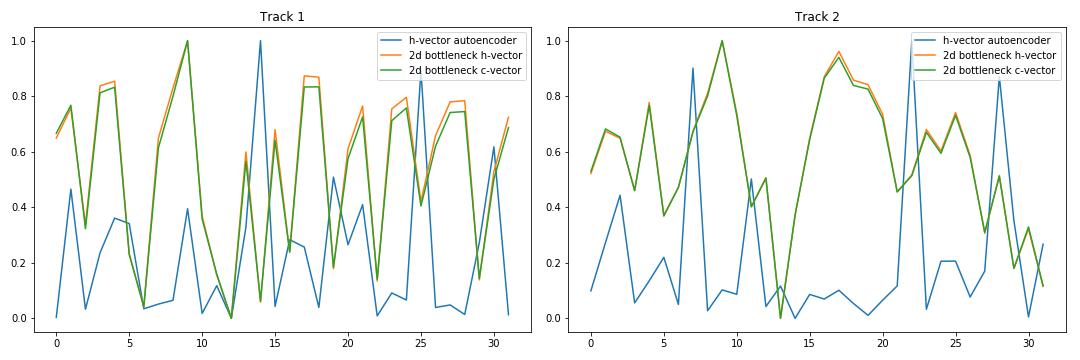 Track 1
1.0
0.8
0.6
0.4
0.2
0.0
0 5 10 15 20 25 30
h-vector autoencoder
2d bottleneck h-vector
2d bottleneck c-vector
Track 2
1.0
0.8
0.6
0.4
0.2
0.0
0 5 10 15 20 25 30
h-vector autoencoder
2d bottleneck h-vector
2d bottleneck c-vector